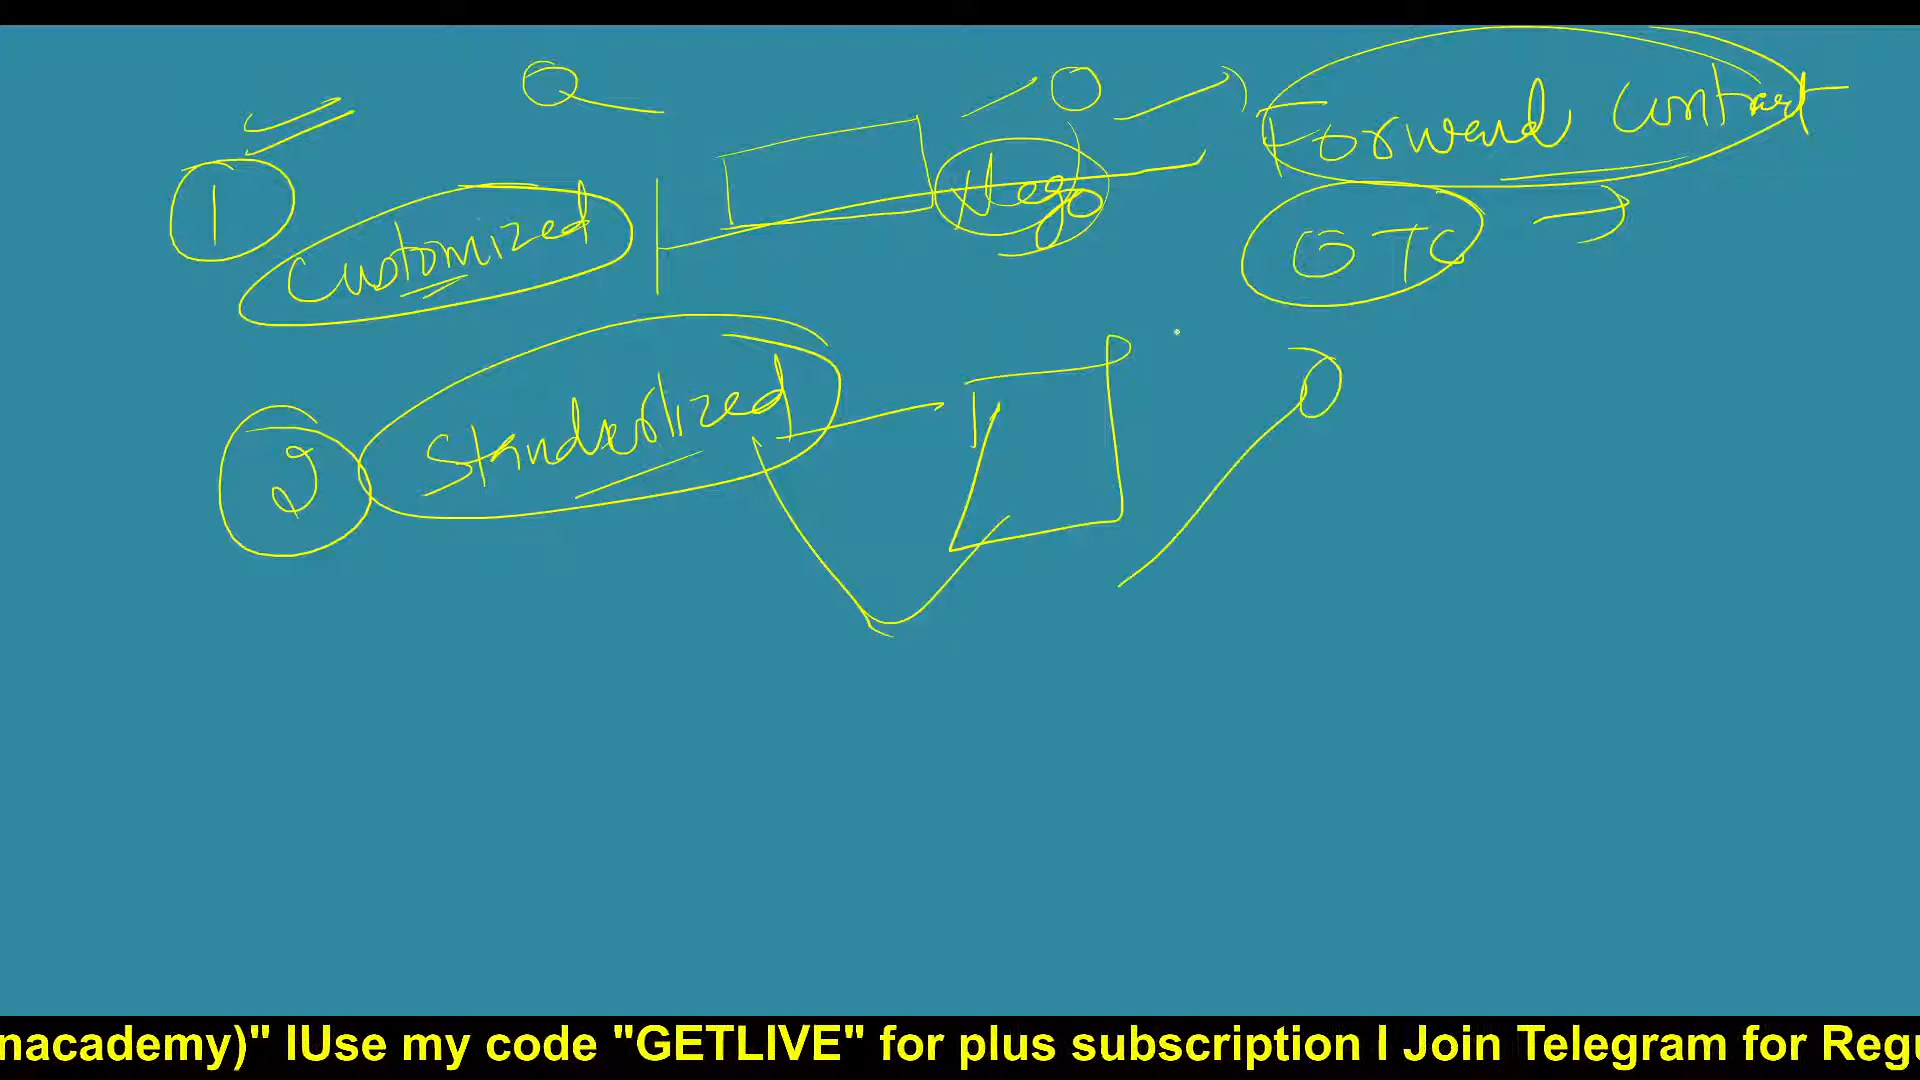 1 Customized Nego Forward Contract
OTC
2 Standerdized
nacademy)" IUse my code "GETLIVE" for plus subscription I Join Telegram for Regu